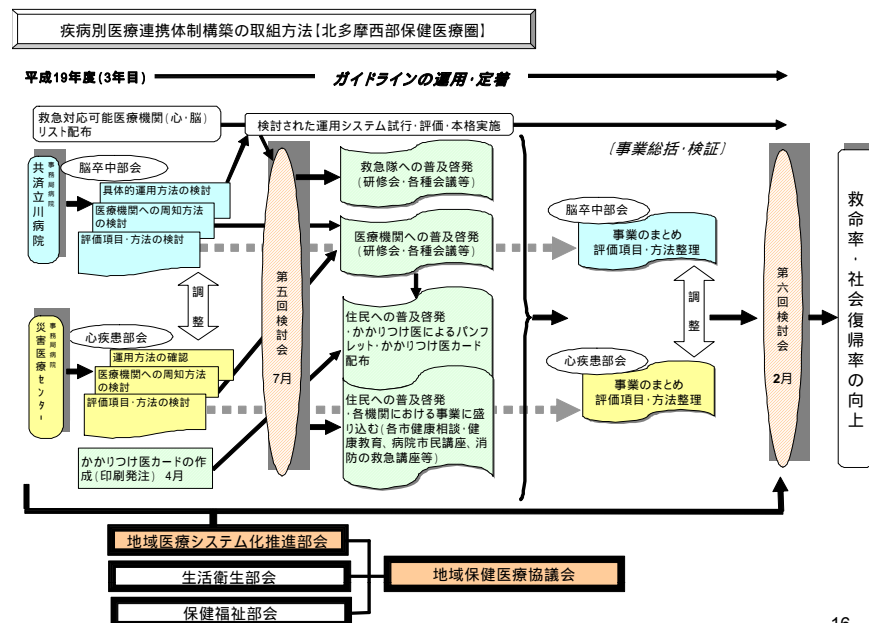 疾病別医療連携体制構築の取組方法【北多摩西部保健医療圏】
平成19年度(3年目)
ガイドラインの運用・定着
救急対応可能医療機関(心・脳)
リスト配布
検討された運用システム試行・評価・本格実施
[事業総括・検証]
事務局病院
共済立川病院
脳卒中部会
具体的運用方法の検討
医療機関への周知方法
の検討
評価項目・方法の検討
調整
事務局病院
災害医療センター
心疾患部会
運用方法の確認
医療機関への周知方法
の検討
評価項目・方法の検討
かかりつけ医カードの作
成(印刷発注) 4月
第五回検討会
7月
救急隊への普及啓発
(研修会・各種会議等)
医療機関への普及啓発
(研修会・各種会議等)
住民への普及啓発
・かかりつけ医によるパンフ
レット・かかりつけ医カード
配布
住民への普及啓発
・各機関における事業に盛
り込む(各市健康相談・健
康教育、病院市民講座、消
防の救急講座等)
脳卒中部会
事業のまとめ
評価項目・方法整理
調整
心疾患部会
事業のまとめ
評価項目・方法整理
第六回検討会
2月
救命率・社会復帰率の向上
地域医療システム化推進部会
生活衛生部会
保健福祉部会
地域保健医療協議会
16